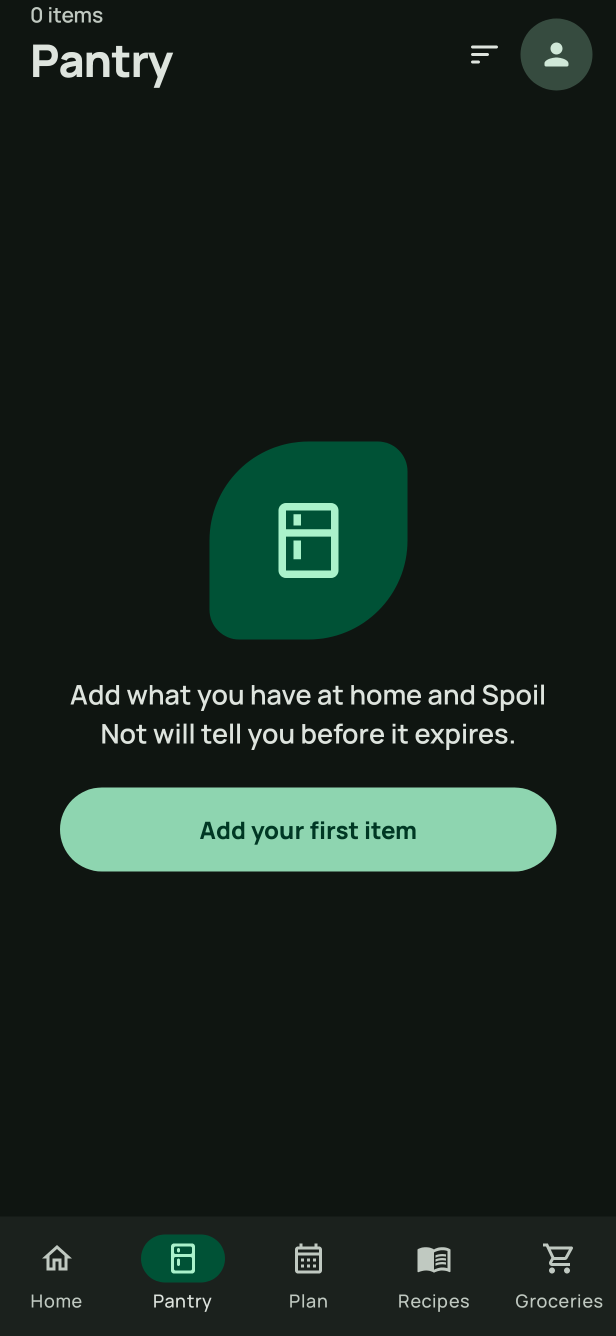 0 items
Pantry
Add what you have at home and Spoil
Not will tell you before it expires.
Add your first item
Home
Pantry
Plan
Recipes
Groceries